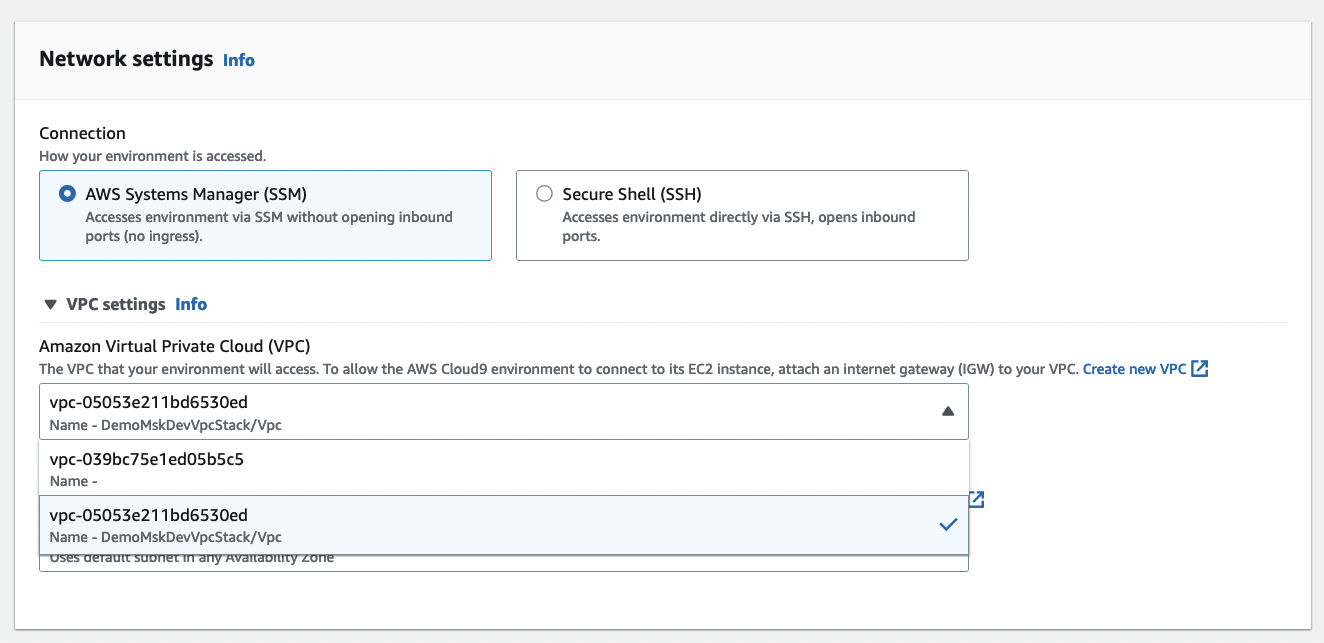 Network settings Info
Connection
How your environment is accessed.
AWS Systems Manager (SSM)
Accesses environment via SSM without opening inbound
ports (no ingress).
Secure Shell (SSH)
Accesses environment directly via SSH, opens inbound
ports.
VPC settings Info
Amazon Virtual Private Cloud (VPC)
The VPC that your environment will access. To allow the AWS Cloud9 environment to connect to its EC2 instance, attach an internet gateway (IGW) to your VPC. Create new VPC
vpc-05053e211bd6530ed
Name - DemoMskDevVpcStack/Vpc
vpc-039bc75e1ed05b5c5
Name -
vpc-05053e211bd6530ed
Name - DemoMskDevVpcStack/Vpc
Uses default subnet in any Availability Zone